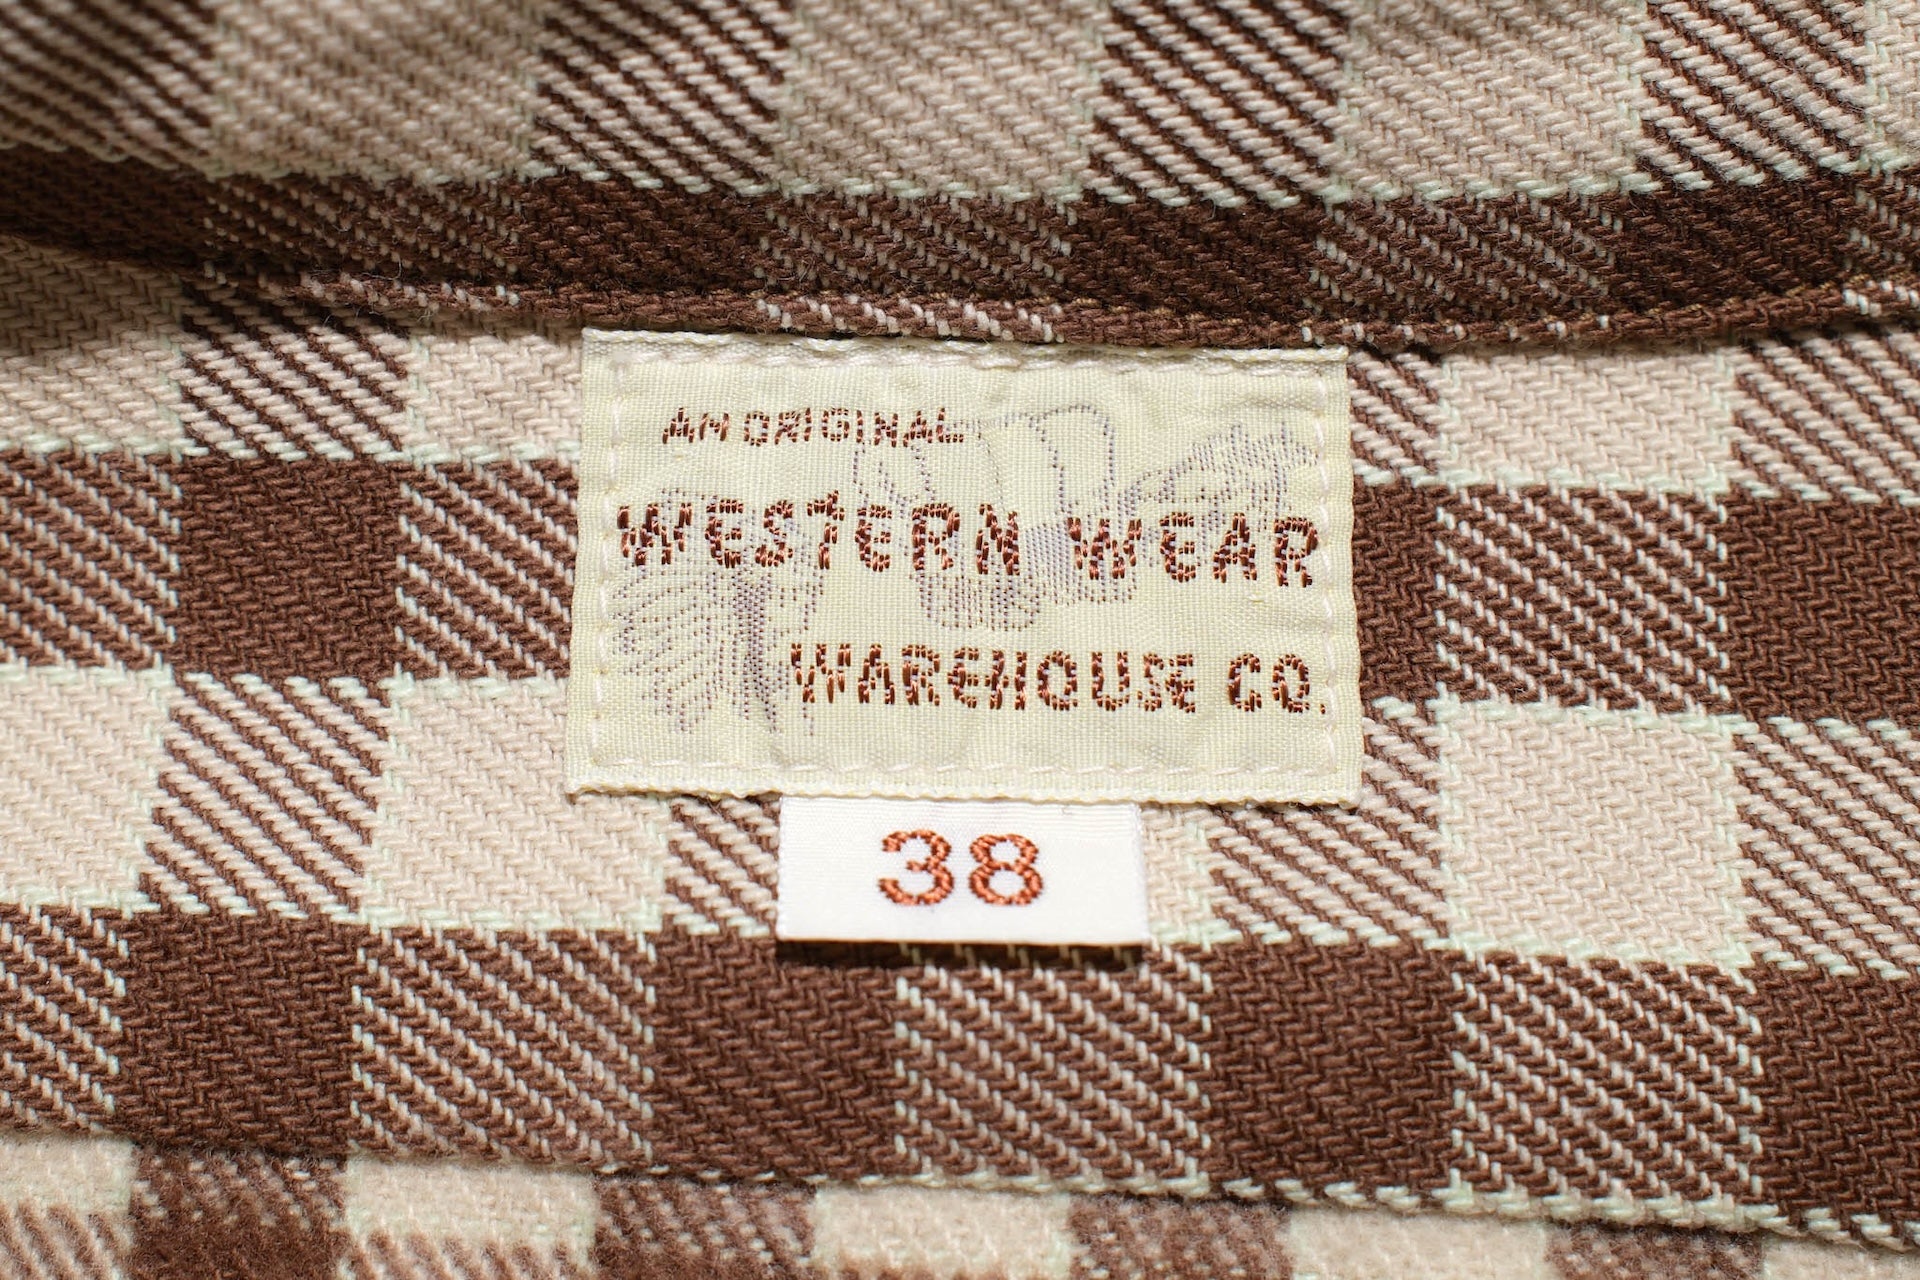 AN ORIGINAL
WESTERN WEAR
WAREHOUSE CO.
38